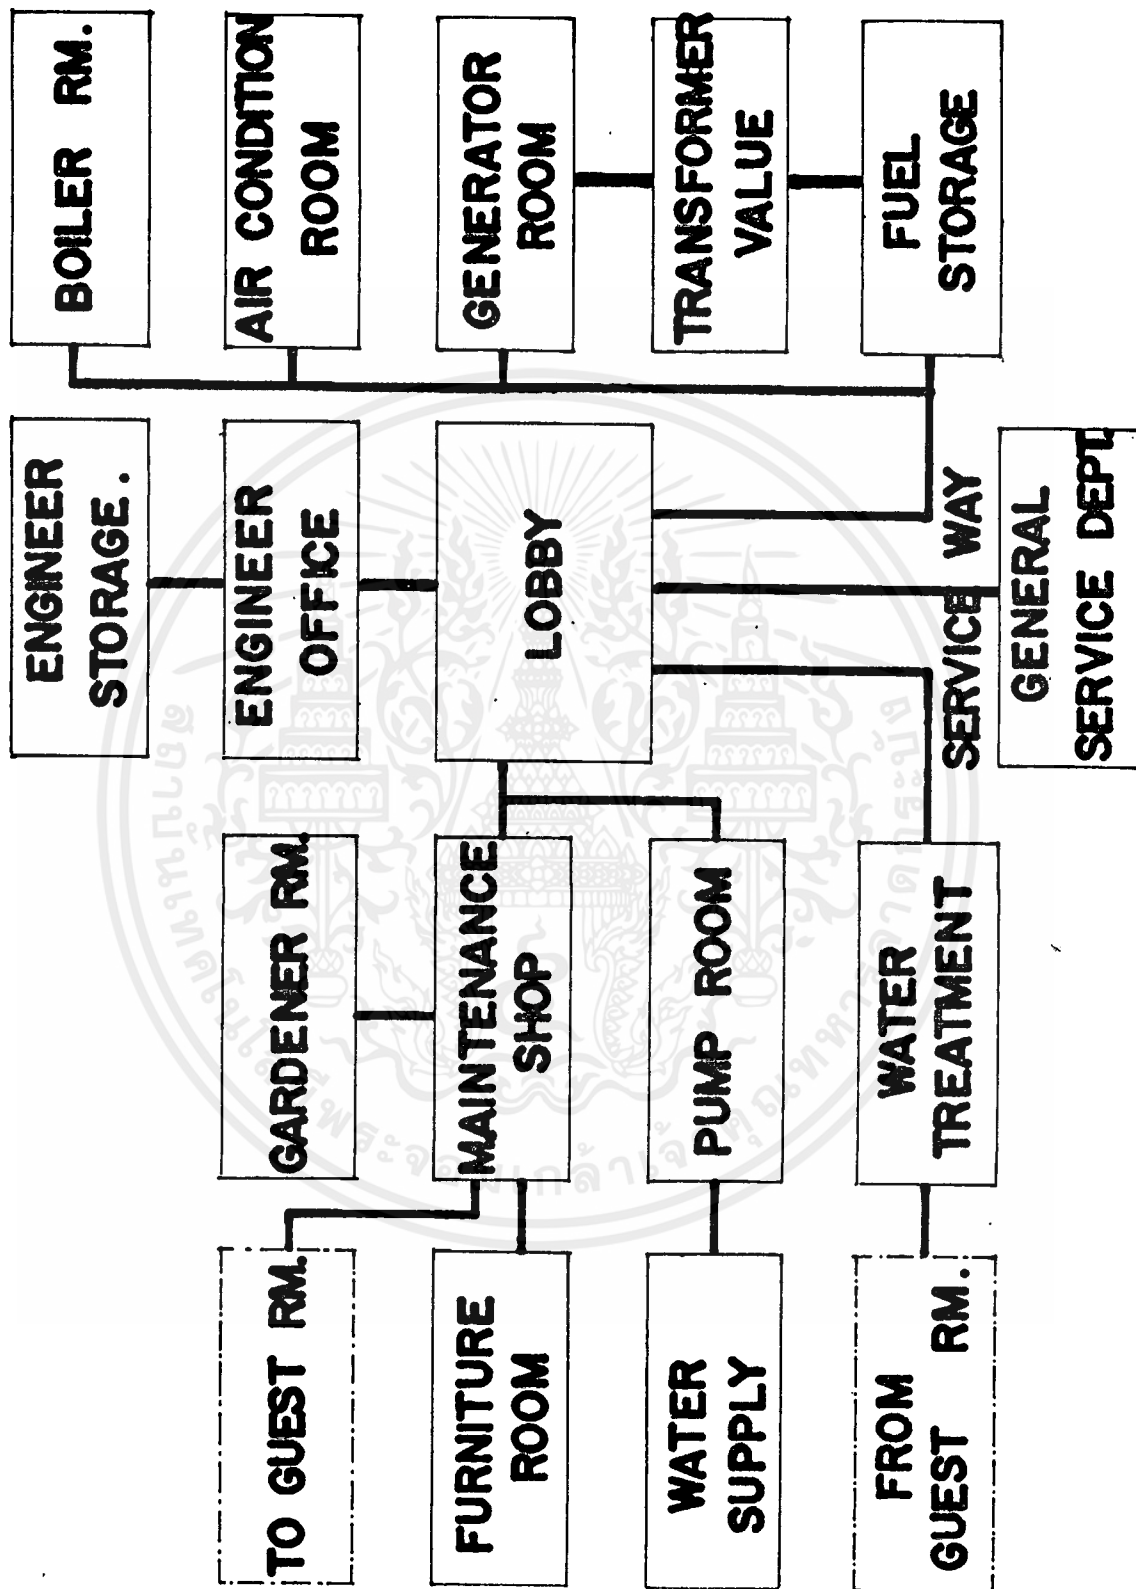 TO GUEST RM.
GARDENER RM.
ENGINEER
OFFICE
ENGINEER
STORAGE.
AIR CONDITION
ROOM
BOILER RM.
FURNITURE
ROOM
MAINTENANCE
SHOP
LOBBY
GENERATOR
ROOM
WATER
SUPPLY
PUMP ROOM
TRANSFORMER
VALUE
FROM
GUEST RM.
WATER
TREATMENT
SERVICE WAY
FUEL
STORAGE
GENERAL
SERVICE DEPT.